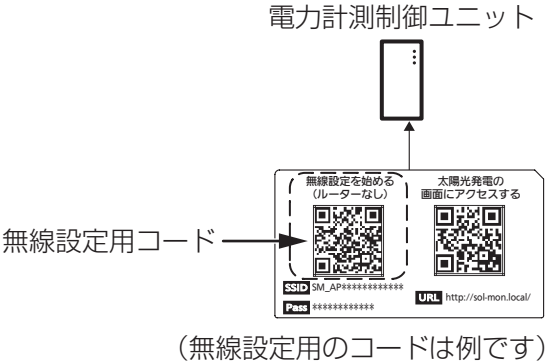 電力計測制御ユニット
無線設定を始める
（ルーターなし）
太陽光発電の
画面にアクセスする
無線設定用コード
SSID SM_AP************
Pass ************
URL http://sol-mon.local/
（無線設定用のコードは例です）